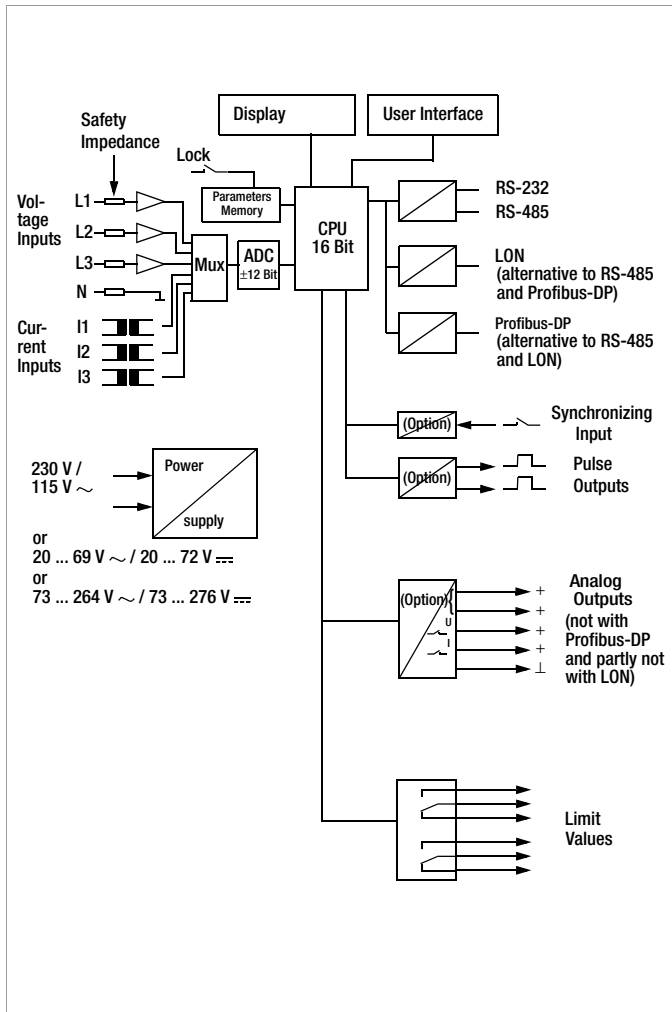 Display
User Interface
Safety
Impedance
Lock
Parameters
Memory
CPU
16 Bit
RS-232
RS-485
Vol-
tage
Inputs
L1
L2
L3
N
Mux
ADC
±12 Bit
LON
(alternative to RS-485
and Profibus-DP)
Cur-
rent
Inputs
I1
I2
I3
Profibus-DP
(alternative to RS-485
and LON)
(Option)
Synchronizing
Input
(Option)
Pulse
Outputs
230 V /
115 V ~
Power
supply
or
20 ... 69 V ~ / 20 ... 72 V ⎓
or
73 ... 264 V ~ / 73 ... 276 V ⎓
(Option)
{
U
I
+
+
+
+
⊥
Analog
Outputs
(not with
Profibus-DP
and partly not
with LON)
Limit
Values